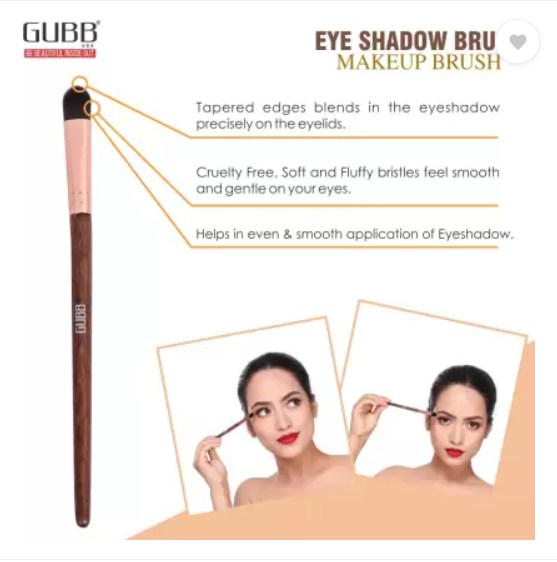 GUBB®
USA
BE BEAUTIFUL INSIDE OUT
EYE SHADOW BRU
MAKEUP BRUSH
Tapered edges blends in the eyeshadow
precisely on the eyelids.
Cruelty Free, Soft and Fluffy bristles feel smooth
and gentle on your eyes.
Helps in even & smooth application of Eyeshadow.
GUBB